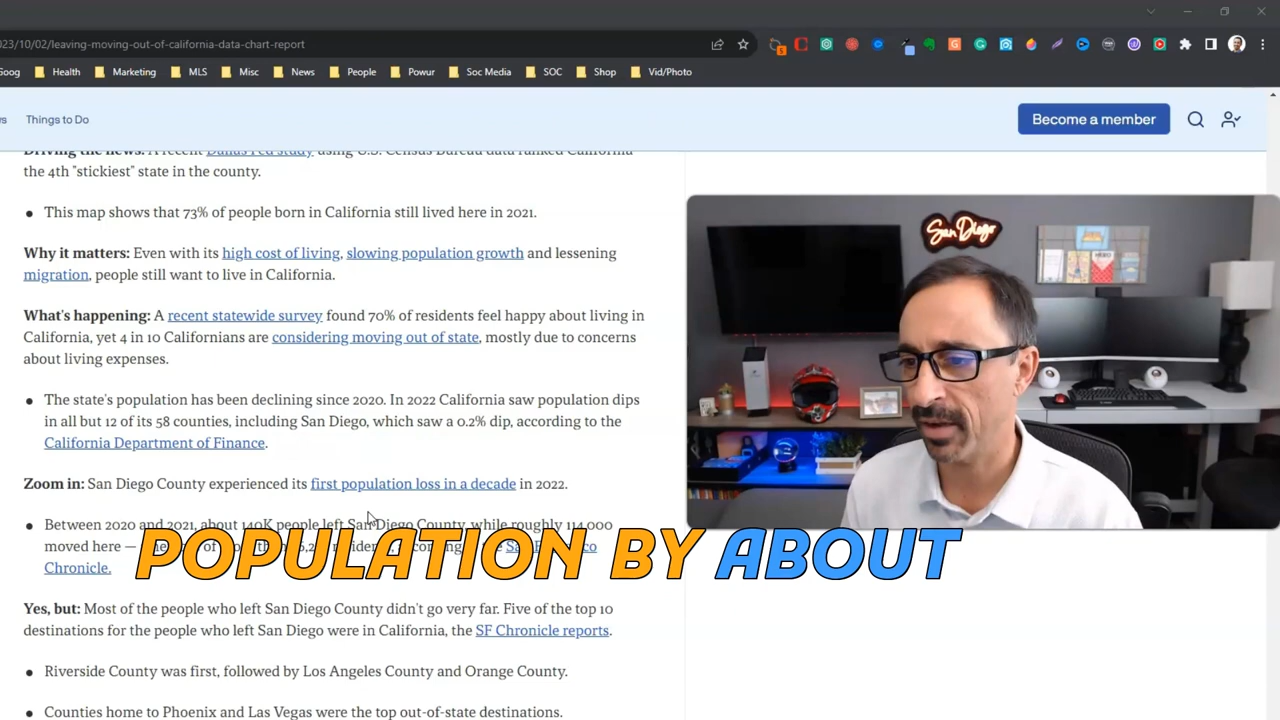 023/10/02/leaving-moving-out-of-california-data-chart-report
Goog Health Marketing MLS Misc News People Powur Soc Media SOC Shop Vid/Photo
Things to Do
Become a member
Driving the news: A recent Dallas Fed study using U.S. Census Bureau data ranked California
the 4th "stickiest" state in the county.
This map shows that 73% of people born in California still lived here in 2021.
Why it matters: Even with its high cost of living, slowing population growth and lessening
migration, people still want to live in California.
What's happening: A recent statewide survey found 70% of residents feel happy about living in
California, yet 4 in 10 Californians are considering moving out of state, mostly due to concerns
about living expenses.
The state's population has been declining since 2020. In 2022 California saw population dips
in all but 12 of its 58 counties, including San Diego, which saw a 0.2% dip, according to the
California Department of Finance.
Zoom in: San Diego County experienced its first population loss in a decade in 2022.
Between 2020 and 2021, about 140K people left San Diego County, while roughly 114,000
moved here —
Chronicle.
POPULATION BY ABOUT
Yes, but: Most of the people who left San Diego County didn't go very far. Five of the top 10
destinations for the people who left San Diego were in California, the SF Chronicle reports.
Riverside County was first, followed by Los Angeles County and Orange County.
Counties home to Phoenix and Las Vegas were the top out-of-state destinations.
San Diego